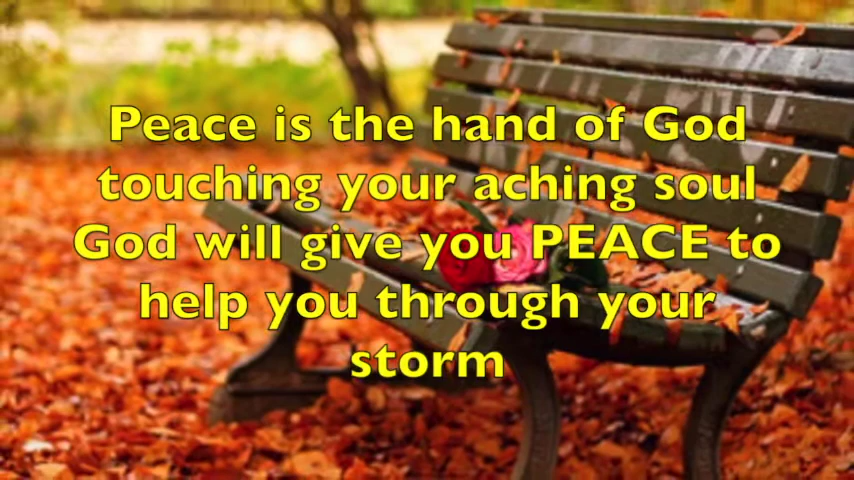 Peace is the hand of God
touching your aching soul
God will give you PEACE to
help you through your
storm